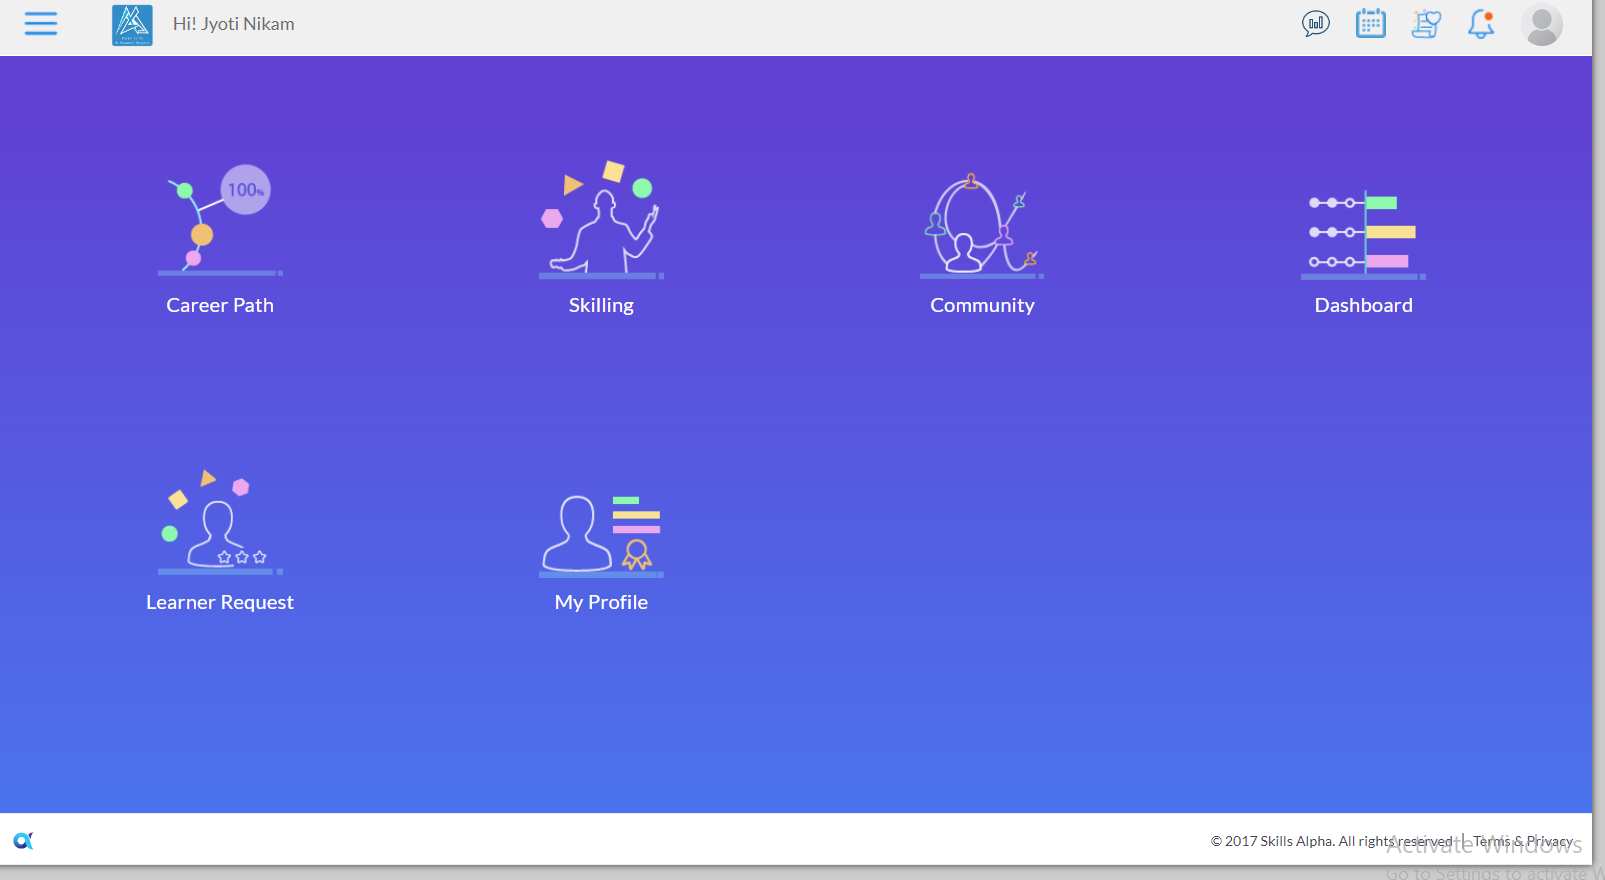 Hi! Jyoti Nikam
100%
Career Path
Skilling
Community
Dashboard
Learner Request
My Profile
© 2017 Skills Alpha. All rights reserved | Terms & Privacy
Activate Windows
Go to Settings to activate W